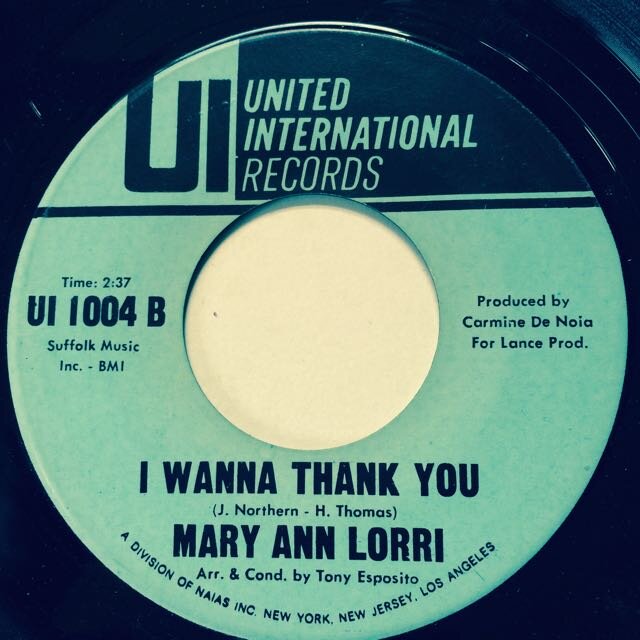 UI
UNITED
INTERNATIONAL
RECORDS
Time: 2:37
UI 1004 B
Suffolk Music
Inc. - BMI
Produced by
Carmine De Noia
For Lance Prod.
I WANNA THANK YOU
(J. Northern - H. Thomas)
MARY ANN LORRI
Arr. & Cond. by Tony Esposito
A DIVISION OF NAIAS INC. NEW YORK, NEW JERSEY, LOS ANGELES